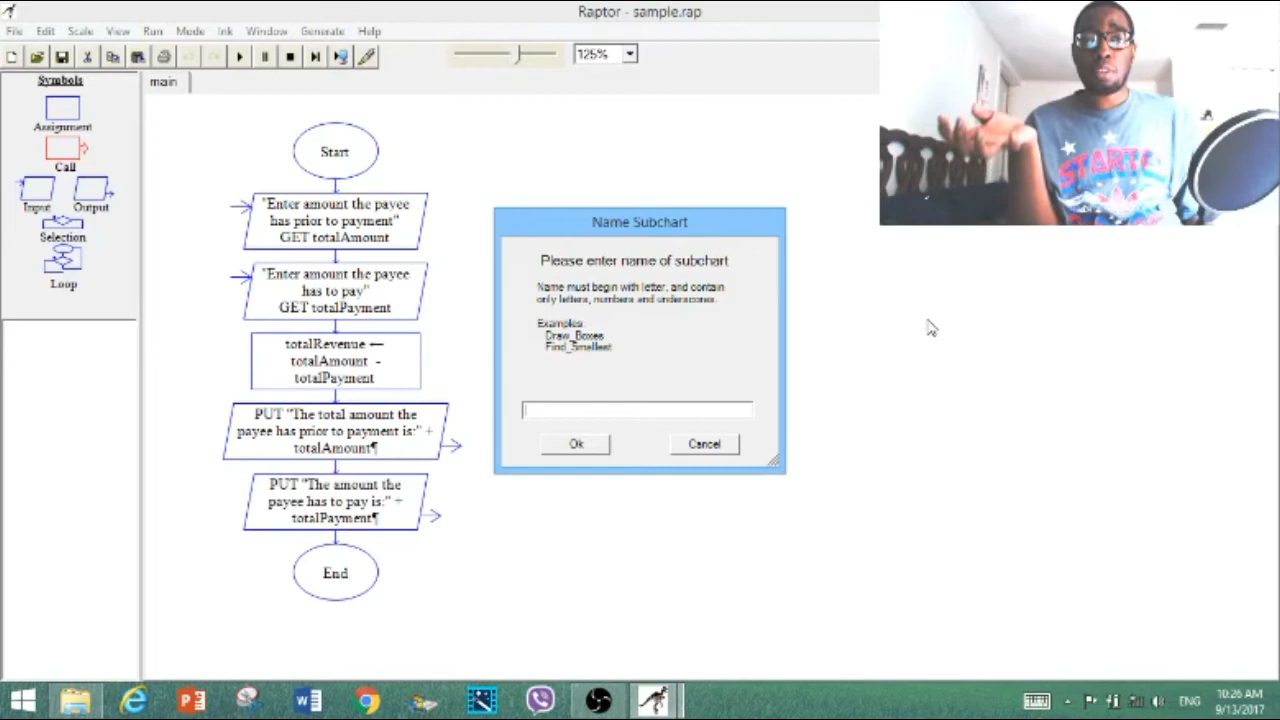 Raptor - sample.rap
File Edit Scale View Run Mode Ink Window Generate Help
125%
Symbols
main
Assignment
Call
Input Output
Selection
Loop
Start
"Enter amount the payee
has prior to payment"
GET totalAmount
"Enter amount the payee
has to pay"
GET totalPayment
totalRevenue ←
totalAmount -
totalPayment
PUT "The total amount the
payee has prior to payment is:" +
totalAmount¶
PUT "The amount the
payee has to pay is:" +
totalPayment¶
End
Name Subchart
Please enter name of subchart
Name must begin with letter, and contain
only letters, numbers and underscores.
Examples:
Draw_Boxes
Find_Smallest
Ok Cancel
STARTE
ENG
10:26 AM
9/13/2017